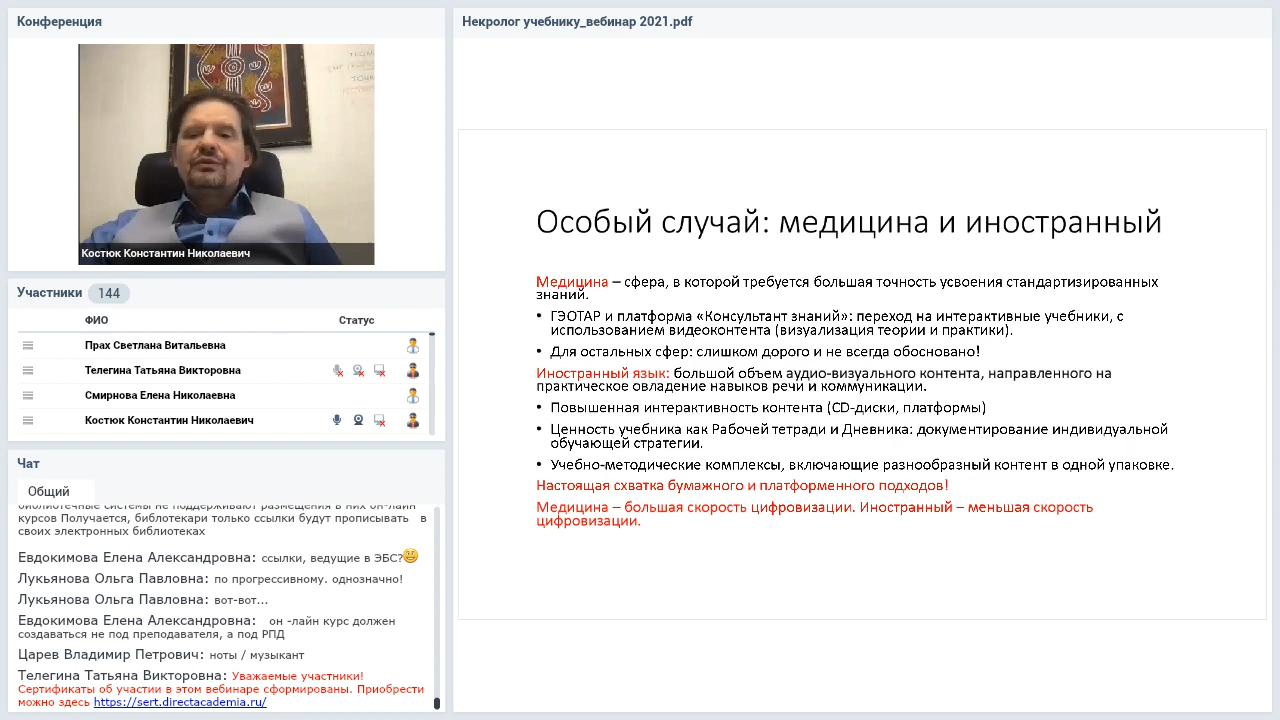 Конференция
Костюк Константин Николаевич
Участники 144
ФИО Статус
Прах Светлана Витальевна
Телегина Татьяна Викторовна
Смирнова Елена Николаевна
Костюк Константин Николаевич
Чат
Общий
библиотечные системы не поддерживают размещения в них он-лайн
курсов Получается, библотекари только ссылки будут прописывать в
своих электронных библиотеках
Евдокимова Елена Александровна: ссылки, ведущие в ЭБС?
Лукьянова Ольга Павловна: по прогрессивному. однозначно!
Лукьянова Ольга Павловна: вот-вот...
Евдокимова Елена Александровна: он -лайн курс должен
создаваться не под преподавателя, а под РПД
Царев Владимир Петрович: ноты / музыкант
Телегина Татьяна Викторовна: Уважаемые участники!
Сертификаты об участии в этом вебинаре сформированы. Приобрести
можно здесь https://sert.directacademia.ru/
Некролог учебнику_вебинар 2021.pdf
Особый случай: медицина и иностранный
Медицина – сфера, в которой требуется большая точность усвоения стандартизированных
знаний.
• ГЭОТАР и платформа «Консультант знаний»: переход на интерактивные учебники, с
использованием видеоконтента (визуализация теории и практики).
• Для остальных сфер: слишком дорого и не всегда обосновано!
Иностранный язык: большой объем аудио-визуального контента, направленного на
практическое овладение навыков речи и коммуникации.
• Повышенная интерактивность контента (CD-диски, платформы)
• Ценность учебника как Рабочей тетради и Дневника: документирование индивидуальной
обучающей стратегии.
• Учебно-методические комплексы, включающие разнообразный контент в одной упаковке.
Настоящая схватка бумажного и платформенного подходов!
Медицина – большая скорость цифровизации. Иностранный – меньшая скорость
цифровизации.